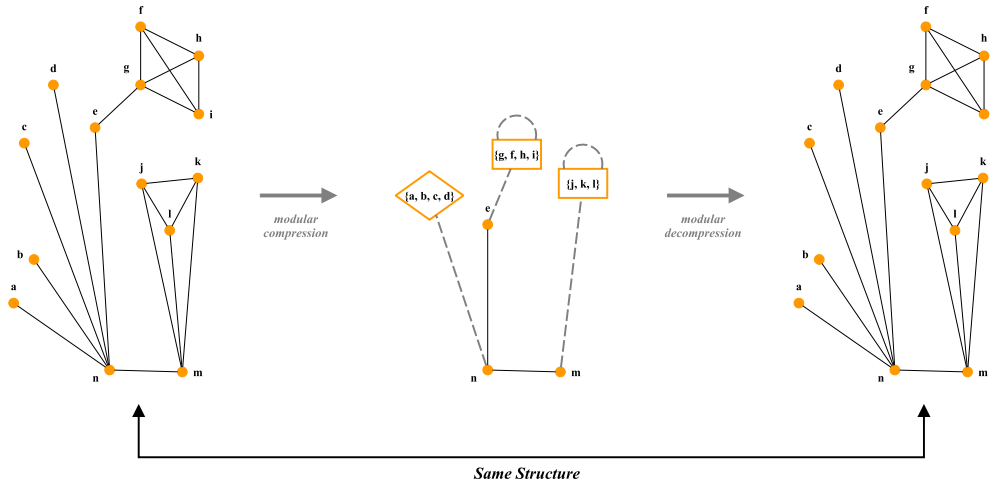 f
h
g
d
i
e
c
k
j
l
b
a
n
m
{g, f, h, i}
{j, k, l}
{a, b, c, d}
e
n
m
modular
compression
modular
decompression
f
h
g
d
e
c
k
j
l
b
a
n
m
Same Structure